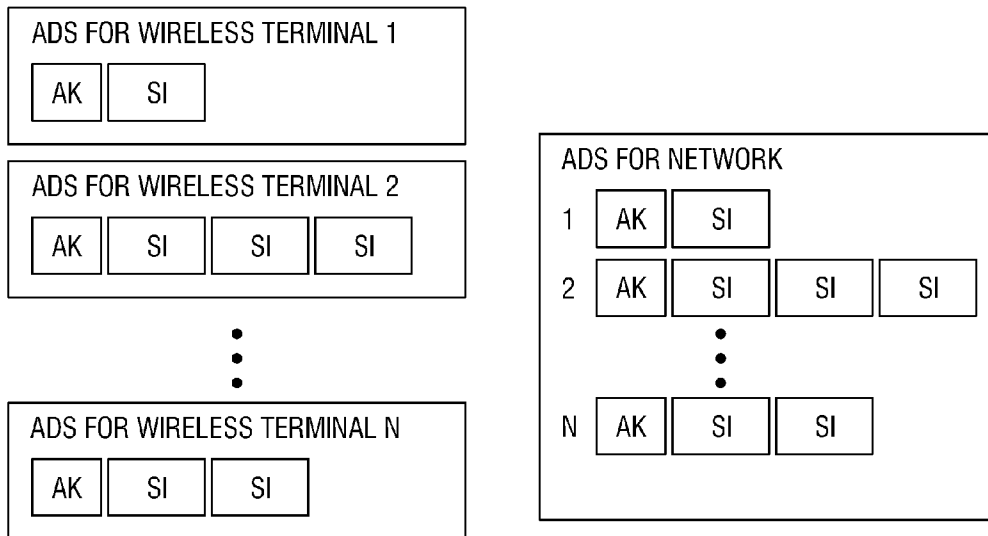 ADS FOR WIRELESS TERMINAL 1
AK SI
ADS FOR WIRELESS TERMINAL 2
AK SI SI SI
ADS FOR WIRELESS TERMINAL N
AK SI SI
ADS FOR NETWORK
1 AK SI
2 AK SI SI SI
N AK SI SI